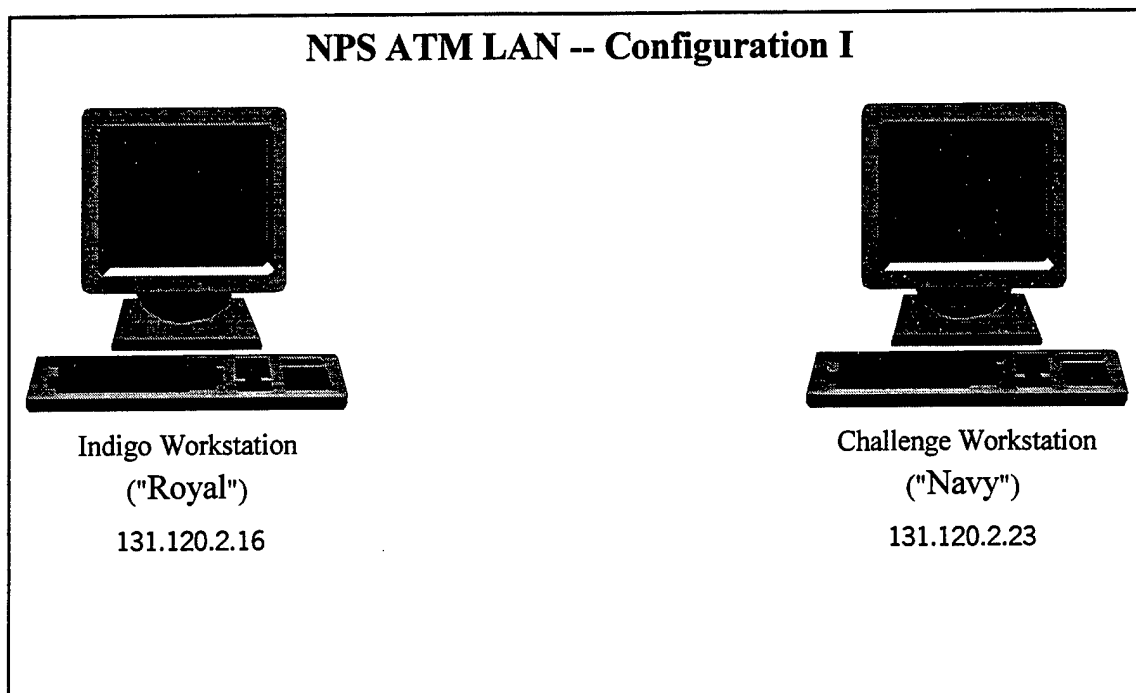 NPS ATM LAN -- Configuration I
Indigo Workstation
("Royal")
131.120.2.16
Challenge Workstation
("Navy")
131.120.2.23